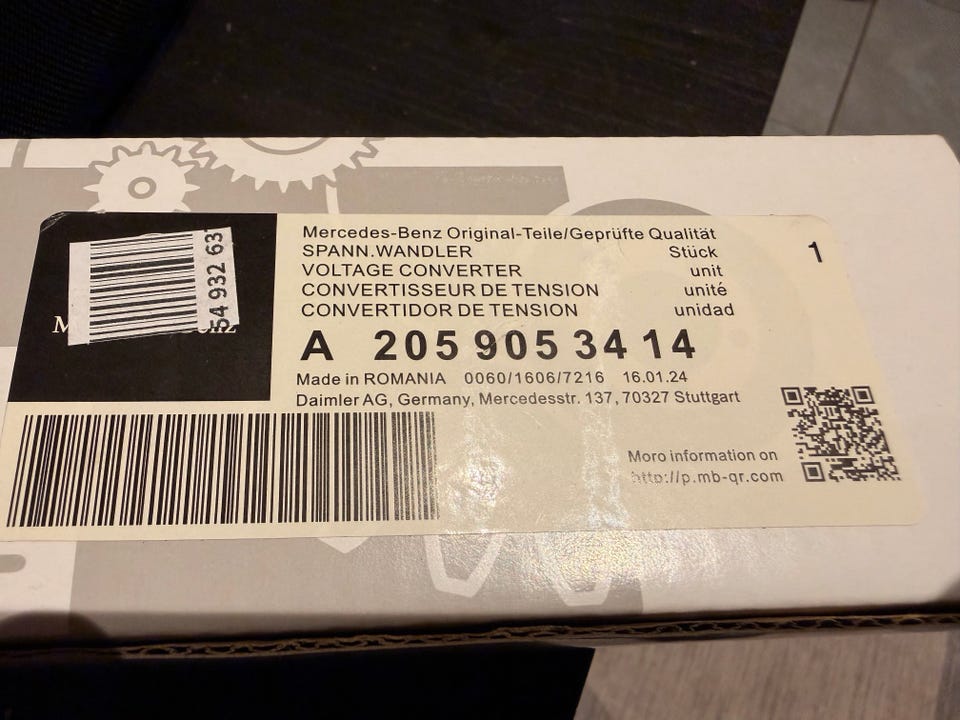 54 932 63
Mercedes-Benz Original-Teile/Geprüfte Qualität
SPANN.WANDLER Stück 1
VOLTAGE CONVERTER unit
CONVERTISSEUR DE TENSION unité
CONVERTIDOR DE TENSION unidad
A 205 905 34 14
Made in ROMANIA 0060/1606/7216 16.01.24
Daimler AG, Germany, Mercedesstr. 137, 70327 Stuttgart
Moro information on
http://p.mb-qr.com